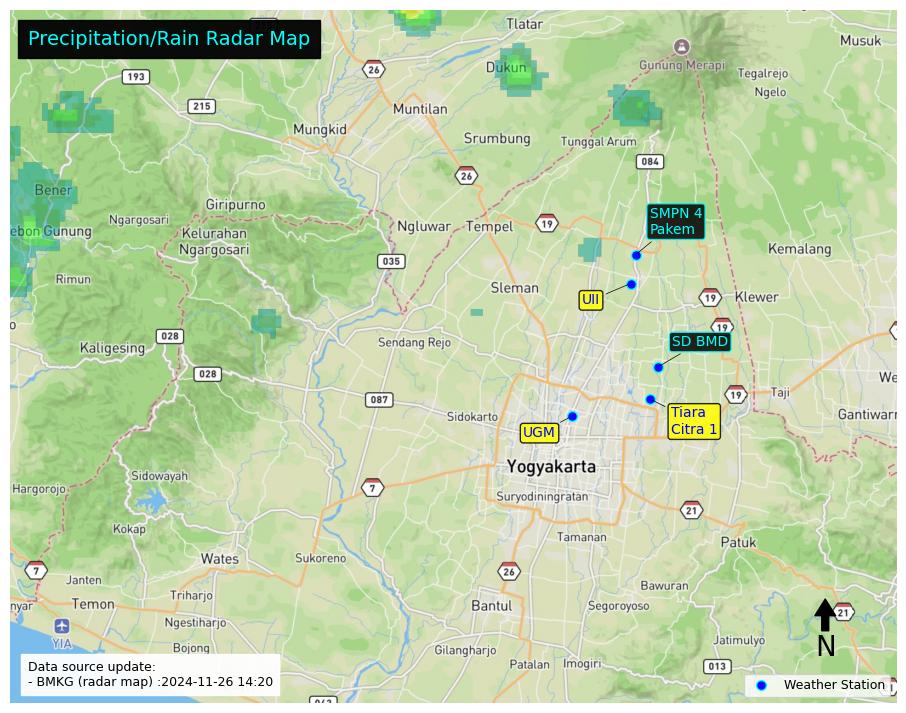 Precipitation/Rain Radar Map
Tlatar
Musuk
26
Gunung Merapi
193
Dukun
Tegalrejo
Ngelo
215
Muntilan
Mungkid
Srumbung
Tunggal Arum
084
26
Bener
Giripurno
SMPN 4
Pakem
Ngargosari
Ngluwar
Tempel
19
ebon Gunung
Kelurahan
Ngargosari
Kemalang
035
Rimun
Sleman
UII
19
Klewer
19
028
Sendang Rejo
SD BMD
Kaligesing
028
We
087
19
Taji
Sidokarto
Tiara
Citra 1
Gantiwarn
UGM
Yogyakarta
Sidowayah
Hargorojo
7
Suryodiningratan
21
Kokap
Tamanan
Patuk
Wates
Sukoreno
7
26
Janten
Bawuran
Triharjo
nyar
Temon
Bantul
Segoroyoso
21
Ngestiharjo
YIA
Jatimulyo
N
Bojong
Gilangharjo
Patalan
Imogiri
013
Data source update:
- BMKG (radar map) :2024-11-26 14:20
Weather Station